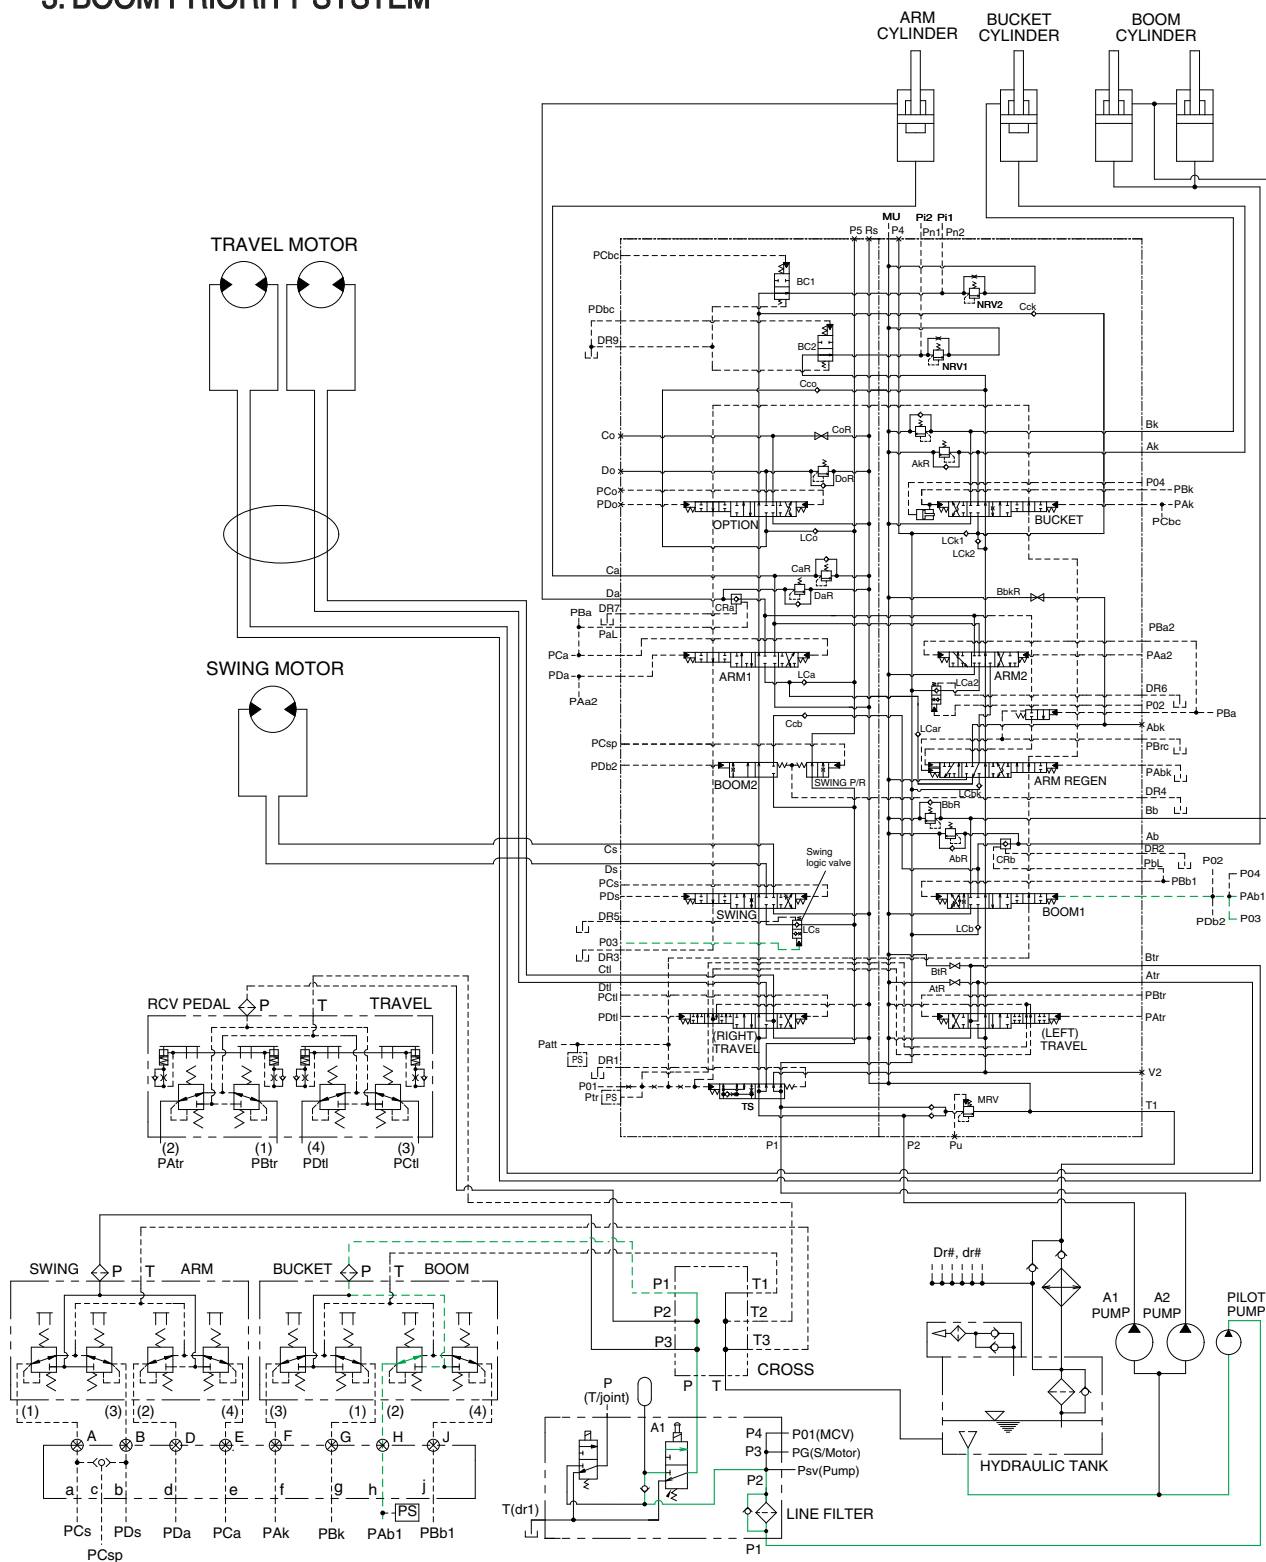 3. BOOM PRIORITY SYSTEM
ARM
CYLINDER
BUCKET
CYLINDER
BOOM
CYLINDER
TRAVEL MOTOR
SWING MOTOR
P5 Rs
MU
P4
Pi2 Pi1
Pn1 Pn2
PCbc
BC1
NRV2
Cck
PDbc
DR9
BC2
NRV1
Cco
Co
CoR
Bk
Ak
AkR
Do
DoR
PCo
PDo
OPTION
P04
PBk
PAk
PCbc
BUCKET
LCo
LCk1
LCk2
Ca
CaR
Da
DaR
CRa
BbkR
DR7
PBa
PaL
PCa
PDa
PAa2
ARM1
LCa
PBa2
PAa2
ARM2
LCa2
DR6
P02
PBa
Ccb
LCar
Abk
PCsp
PBrc
PDb2
BOOM2
SWING P/R
ARM REGEN
PAbk
LCbk
DR4
BbR
Bb
AbR
CRb
Ab
DR2
PbL
PBb1
Swing
logic valve
Cs
Ds
PCs
PDs
SWING
BOOM1
P02
P04
PAb1
PDb2
P03
DR5
LCs
P03
DR3
LCb
Ctl
Btr
BtR
Dtl
Atr
AtR
PCtl
PBtr
PDtl
PAtr
(RIGHT)
TRAVEL
(LEFT)
TRAVEL
Patt
PS
DR1
P01
Ptr
PS
TS
V2
MRV
T1
P1
P2
Pu
RCV PEDAL
P
T
TRAVEL
(2)
PAtr
(1)
PBtr
(4)
PDtl
(3)
PCtl
SWING
P
T
ARM
BUCKET
P
T
BOOM
(1)
(3)
(2)
(4)
(3)
(1)
(2)
(4)
A
B
D
E
F
G
H
J
a
c
b
d
e
f
g
h
j
PS
PCs
PCsp
PDs
PDa
PCa
PAk
PBk
PAb1
PBb1
P1
P2
P3
T1
T2
T3
CROSS
P
T
P
(T/joint)
A1
T(dr1)
P4
P01(MCV)
P3
PG(S/Motor)
Psv(Pump)
P2
LINE FILTER
P1
Dr#, dr#
A1
PUMP
A2
PUMP
PILOT
PUMP
HYDRAULIC TANK